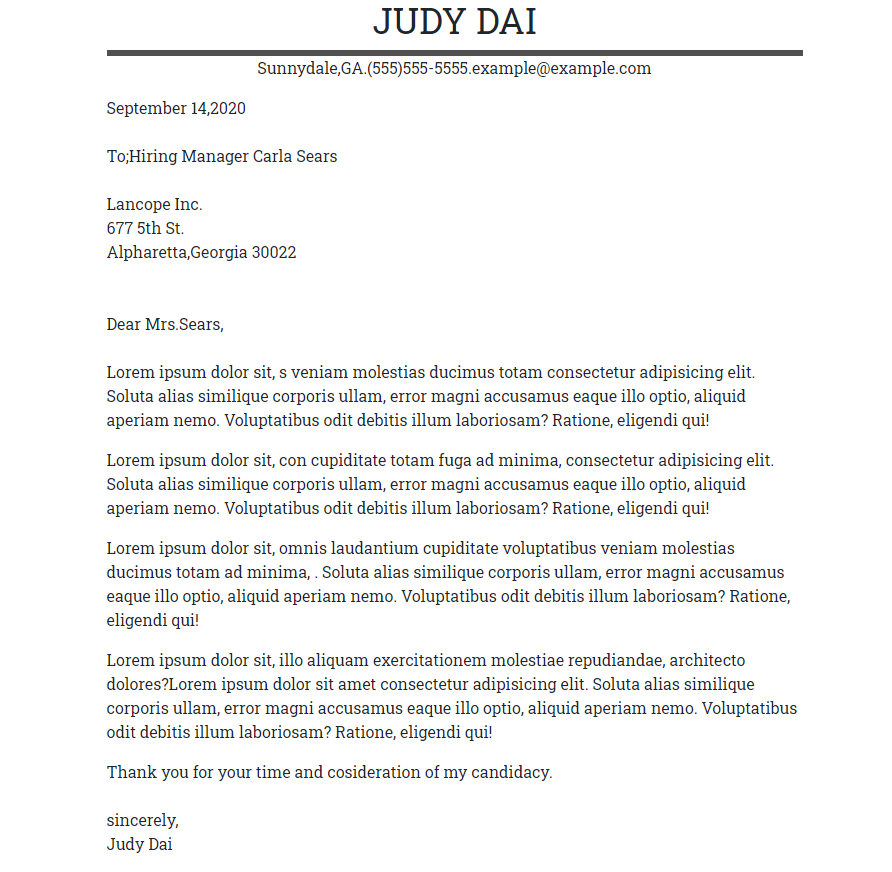 JUDY DAI
Sunnydale,GA.(555)555-5555.example@example.com
September 14,2020
To;Hiring Manager Carla Sears
Lancope Inc.
677 5th St.
Alpharetta,Georgia 30022
Dear Mrs.Sears,
Lorem ipsum dolor sit, s veniam molestias ducimus totam consectetur adipisicing elit.
Soluta alias similique corporis ullam, error magni accusamus eaque illo optio, aliquid
aperiam nemo. Voluptatibus odit debitis illum laboriosam? Ratione, eligendi qui!
Lorem ipsum dolor sit, con cupiditate totam fuga ad minima, consectetur adipisicing elit.
Soluta alias similique corporis ullam, error magni accusamus eaque illo optio, aliquid
aperiam nemo. Voluptatibus odit debitis illum laboriosam? Ratione, eligendi qui!
Lorem ipsum dolor sit, omnis laudantium cupiditate voluptatibus veniam molestias
ducimus totam ad minima, . Soluta alias similique corporis ullam, error magni accusamus
eaque illo optio, aliquid aperiam nemo. Voluptatibus odit debitis illum laboriosam? Ratione,
eligendi qui!
Lorem ipsum dolor sit, illo aliquam exercitationem molestiae repudiandae, architecto
dolores?Lorem ipsum dolor sit amet consectetur adipisicing elit. Soluta alias similique
corporis ullam, error magni accusamus eaque illo optio, aliquid aperiam nemo. Voluptatibus
odit debitis illum laboriosam? Ratione, eligendi qui!
Thank you for your time and cosideration of my candidacy.
sincerely,
Judy Dai